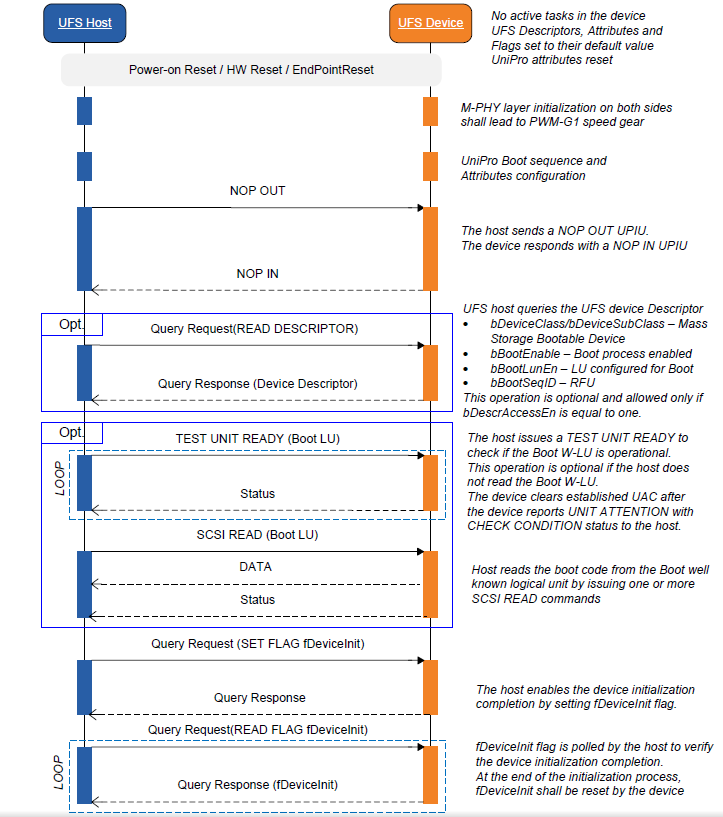 UFS Host
UFS Device
No active tasks in the device
UFS Descriptors, Attributes and
Flags set to their default value
UniPro attributes reset
Power-on Reset / HW Reset / EndPointReset
M-PHY layer initialization on both sides
shall lead to PWM-G1 speed gear
UniPro Boot sequence and
Attributes configuration
NOP OUT
The host sends a NOP OUT UPIU.
The device responds with a NOP IN UPIU
NOP IN
UFS host queries the UFS device Descriptor
• bDeviceClass/bDeviceSubClass – Mass
Storage Bootable Device
• bBootEnable – Boot process enabled
• bBootLunEn – LU configured for Boot
• bBootSeqID – RFU
This operation is optional and allowed only if
bDescrAccessEn is equal to one.
Opt.
Query Request(READ DESCRIPTOR)
Query Response (Device Descriptor)
Opt.
TEST UNIT READY (Boot LU)
LOOP
Status
The host issues a TEST UNIT READY to
check if the Boot W-LU is operational.
This operation is optional if the host does
not read the Boot W-LU.
The device clears established UAC after
the device reports UNIT ATTENTION with
CHECK CONDITION status to the host.
SCSI READ (Boot LU)
DATA
Status
Host reads the boot code from the Boot well
known logical unit by issuing one or more
SCSI READ commands
Query Request (SET FLAG fDeviceInit)
Query Response
The host enables the device initialization
completion by setting fDeviceInit flag.
Query Request(READ FLAG fDeviceInit)
LOOP
Query Response (fDeviceInit)
fDeviceInit flag is polled by the host to verify
the device initialization completion.
At the end of the initialization process,
fDeviceInit shall be reset by the device